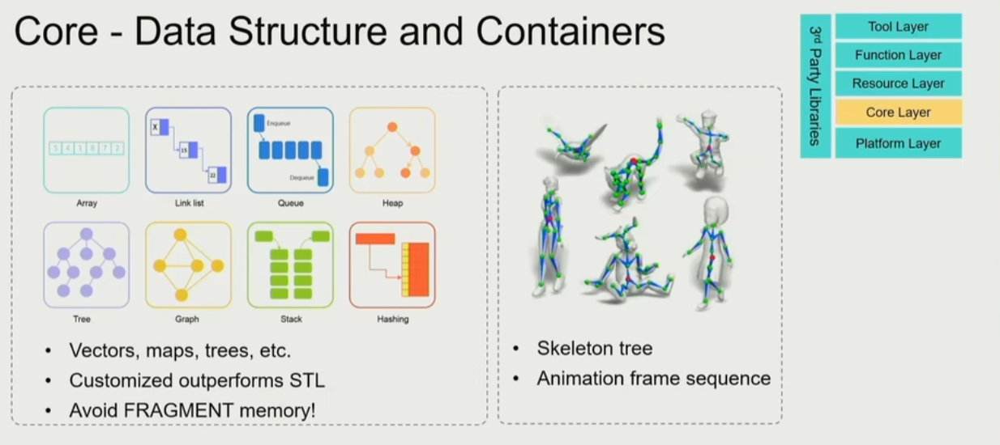 Core - Data Structure and Containers
3rd Party Libraries
Tool Layer
Function Layer
Resource Layer
Core Layer
Platform Layer
5 4 1 8 7 2
Array
X
15
22
Link list
Enqueue
Dequeue
Queue
Heap
Tree
Graph
Stack
Hashing
• Vectors, maps, trees, etc.
• Customized outperforms STL
• Avoid FRAGMENT memory!
• Skeleton tree
• Animation frame sequence